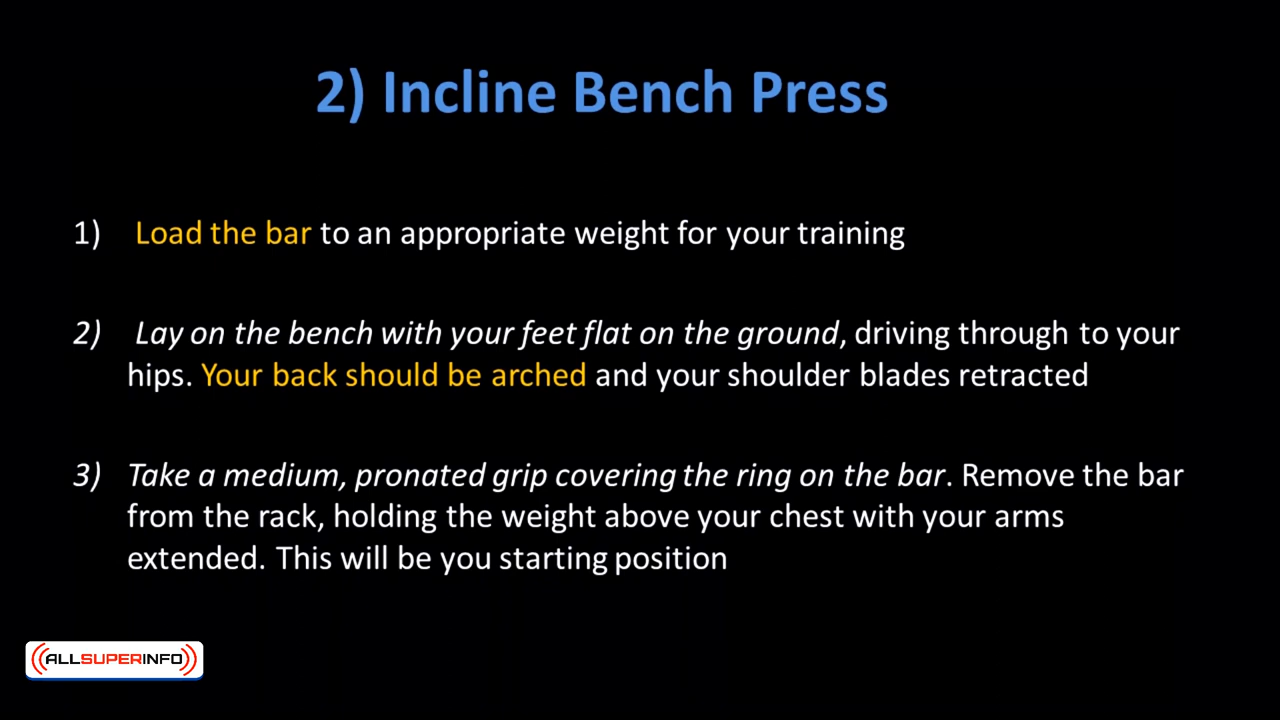 2) Incline Bench Press
1) Load the bar to an appropriate weight for your training
2) Lay on the bench with your feet flat on the ground, driving through to your
hips. Your back should be arched and your shoulder blades retracted
3) Take a medium, pronated grip covering the ring on the bar. Remove the bar
from the rack, holding the weight above your chest with your arms
extended. This will be you starting position
ALLSUPERINFO